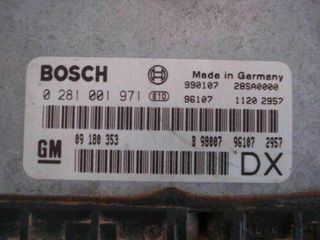 BOSCH Made in Germany
990107 28SA0000
0 281 001 971 B1D 96107 1120 2957
GM 09 180 353 B 98007 96107 2957
DX